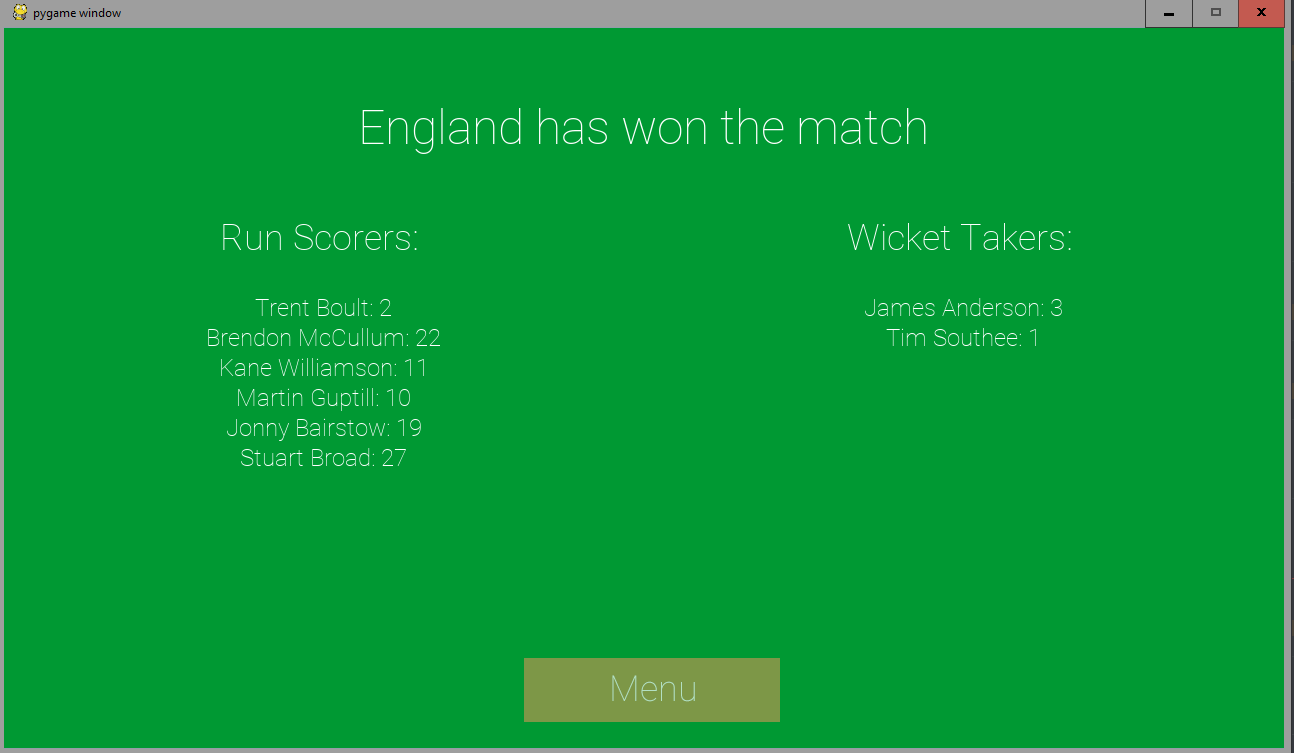 pygame window
England has won the match
Run Scorers:
Trent Boult: 2
Brendon McCullum: 22
Kane Williamson: 11
Martin Guptill: 10
Jonny Bairstow: 19
Stuart Broad: 27
Wicket Takers:
James Anderson: 3
Tim Southee: 1
Menu